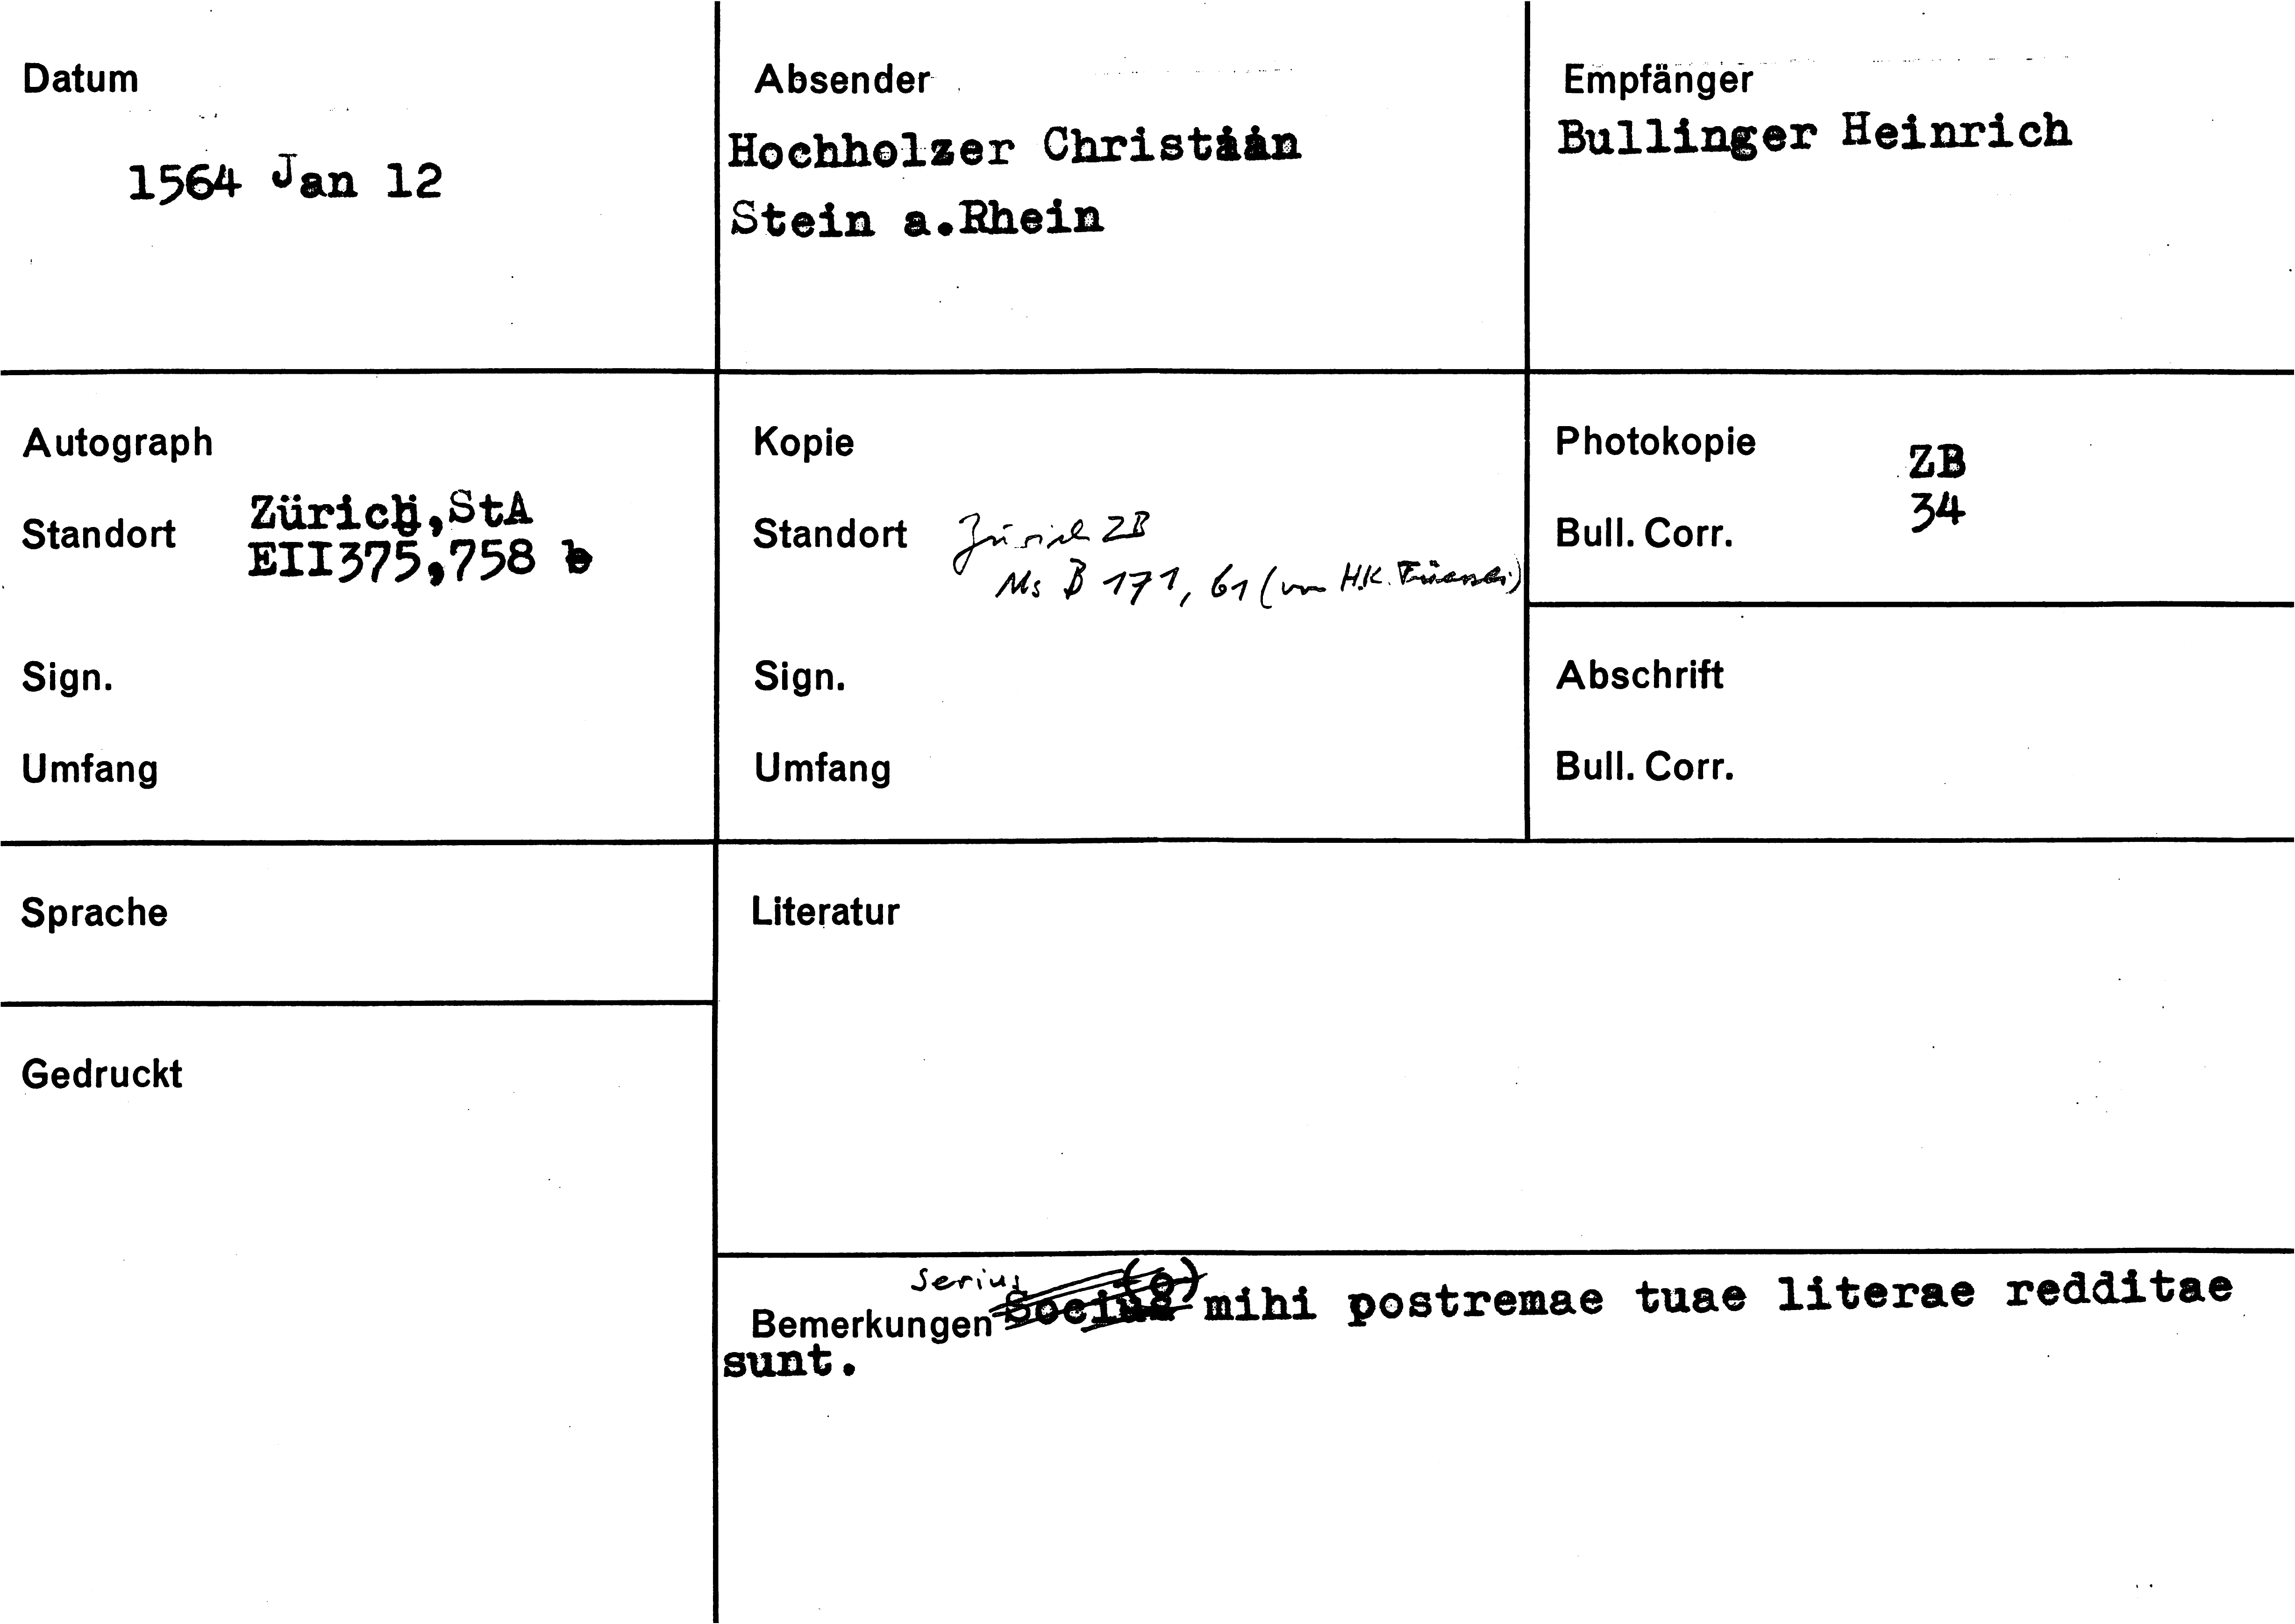 Datum
1564 Jan 12
Absender
Hochholzer Christian
Stein a.Rhein
Empfänger
Bullinger Heinrich
Autograph
Standort Zürich,StA
EII375,758 b
Sign.
Umfang
Kopie
Standort Zürich ZB
Ms B 171, 61 (von H.K. Füessli)
Sign.
Umfang
Photokopie ZB
Bull. Corr. 34
Abschrift
Bull. Corr.
Sprache
Literatur
Gedruckt
Serius
Bemerkungen mihi postremae tuae literae redditae
sunt.